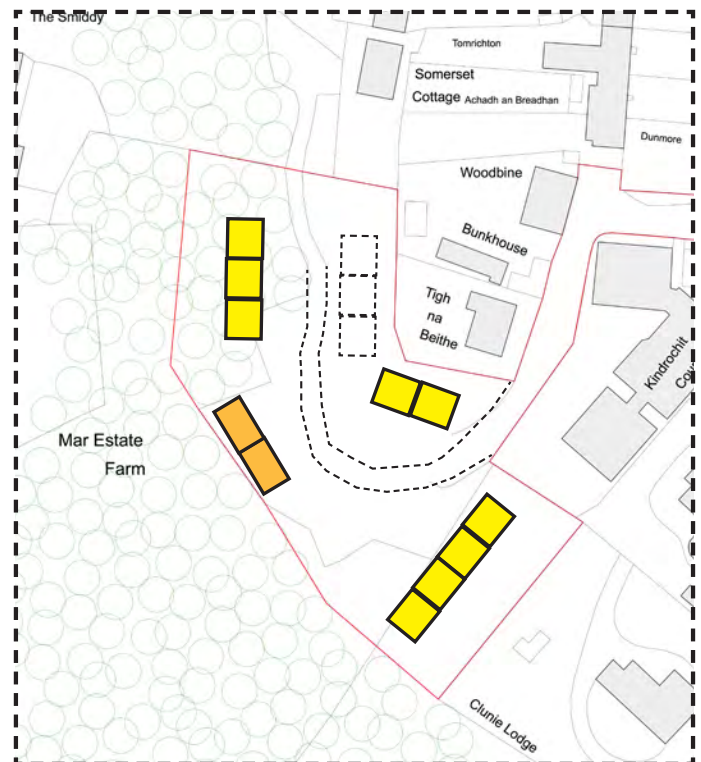 The Smiddy
Tomrichton
Somerset
Cottage Achadh an Breadhan
Dunmore
Woodbine
Bunkhouse
Tigh
na
Beithe
Kindrochit
Mar Estate
Farm
Clunie Lodge